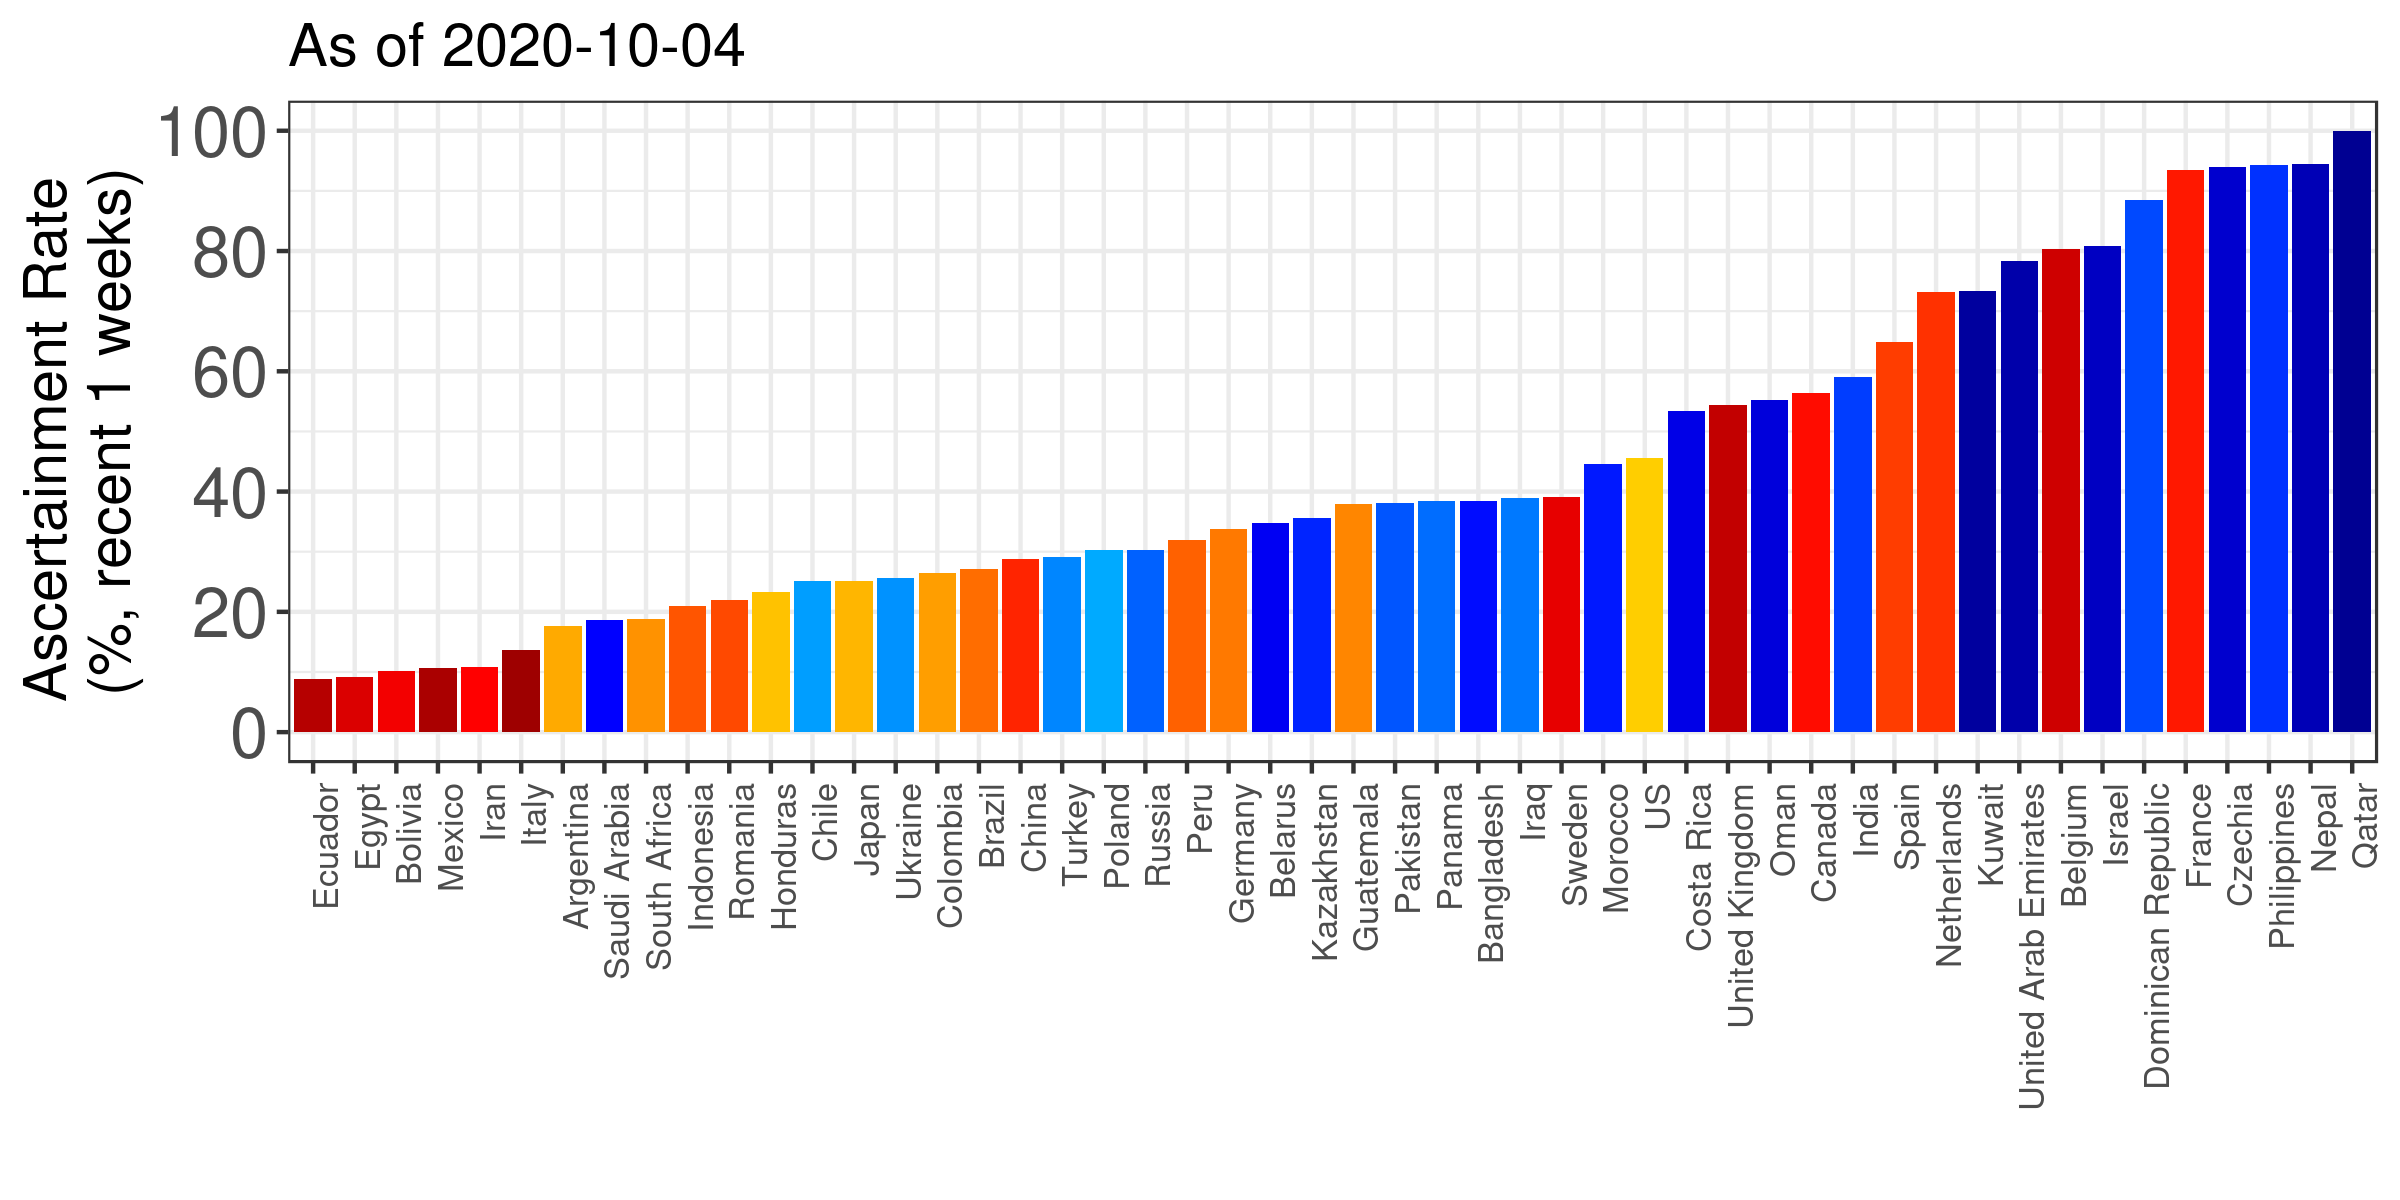 As of 2020-10-04
Ascertainment Rate
(%, recent 1 weeks)
100
80
60
40
20
0
Ecuador
Egypt
Bolivia
Mexico
Iran
Italy
Argentina
Saudi Arabia
South Africa
Indonesia
Romania
Honduras
Chile
Japan
Ukraine
Colombia
Brazil
China
Turkey
Poland
Russia
Peru
Germany
Belarus
Kazakhstan
Guatemala
Pakistan
Panama
Bangladesh
Iraq
Sweden
Morocco
US
Costa Rica
United Kingdom
Oman
Canada
India
Spain
Netherlands
Kuwait
United Arab Emirates
Belgium
Israel
Dominican Republic
France
Czechia
Philippines
Nepal
Qatar